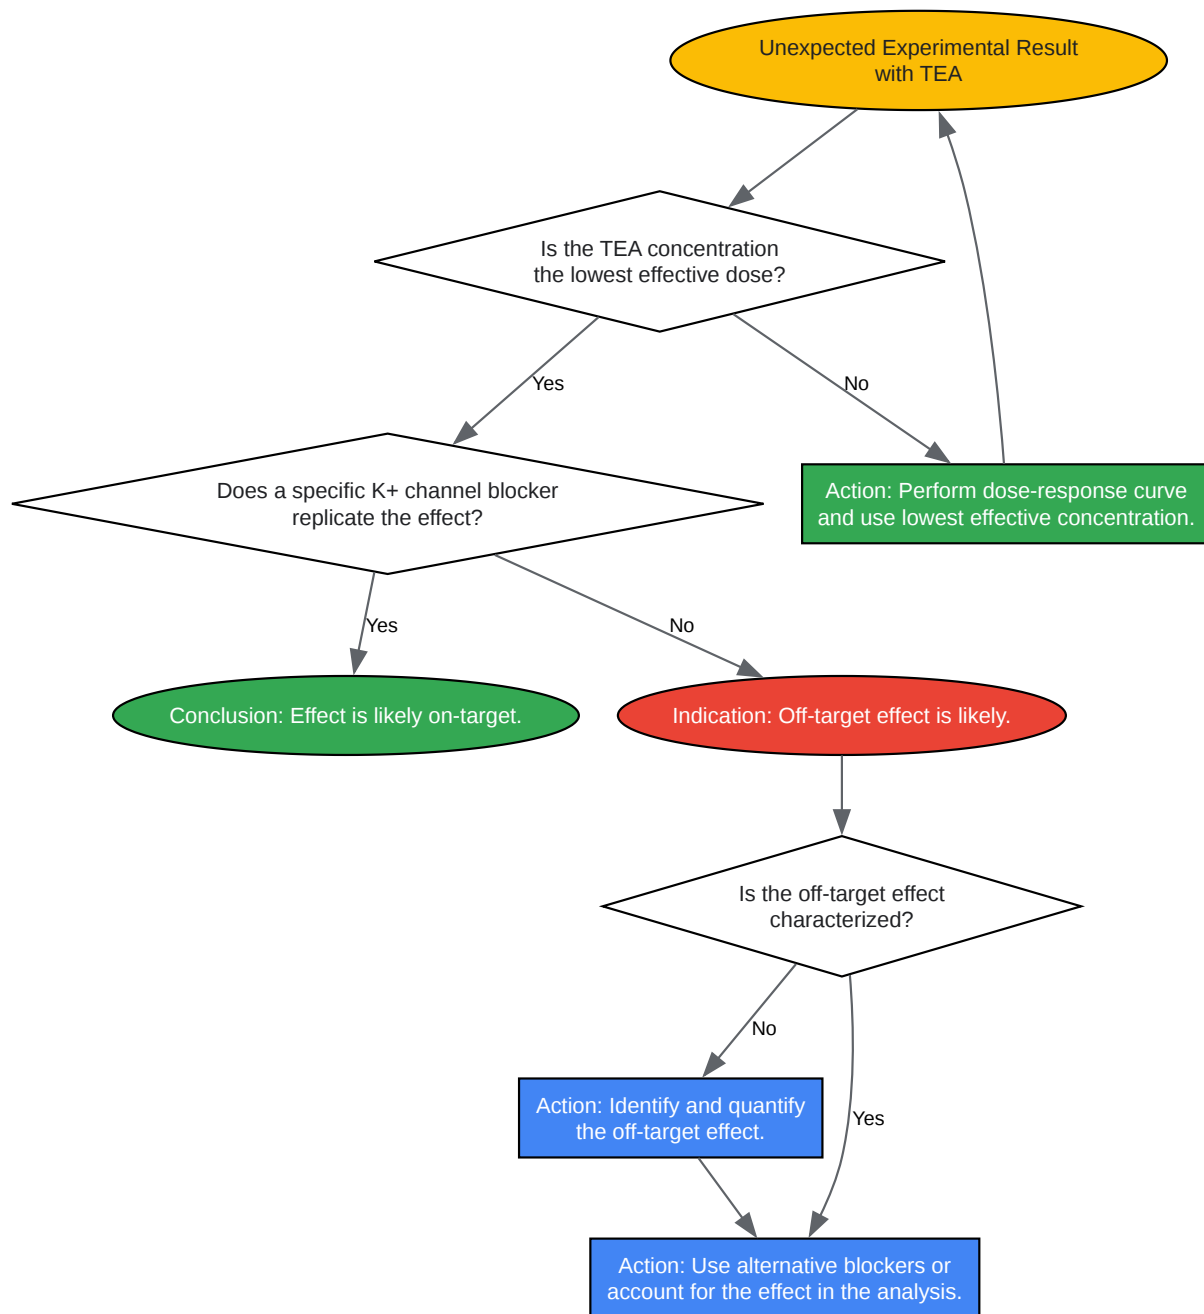 Unexpected Experimental Result
with TEA
Is the TEA concentration
the lowest effective dose?
Yes
No
Does a specific K+ channel blocker
replicate the effect?
Action: Perform dose-response curve
and use lowest effective concentration.
Yes
No
Conclusion: Effect is likely on-target.
Indication: Off-target effect is likely.
Is the off-target effect
characterized?
No
Action: Identify and quantify
the off-target effect.
Yes
Action: Use alternative blockers or
account for the effect in the analysis.